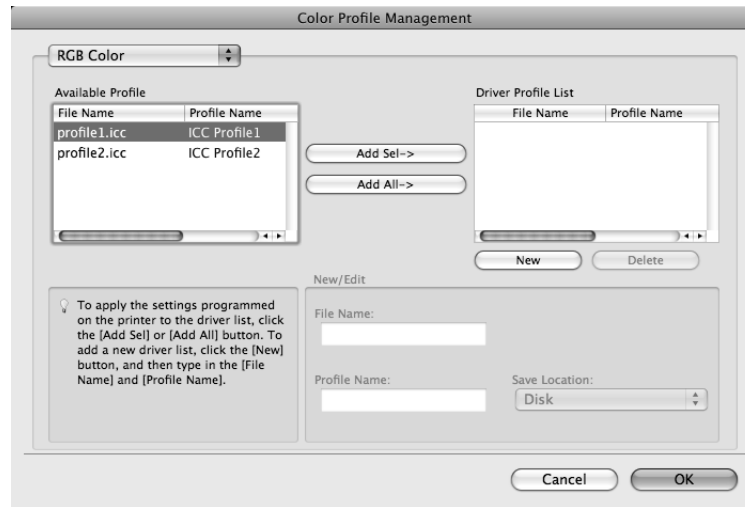 Color Profile Management
RGB Color
Available Profile
File Name Profile Name
profile1.icc ICC Profile1
profile2.icc ICC Profile2
Add Sel->
Add All->
Driver Profile List
File Name Profile Name
New Delete
To apply the settings programmed
on the printer to the driver list, click
the [Add Sel] or [Add All] button. To
add a new driver list, click the [New]
button, and then type in the [File
Name] and [Profile Name].
New/Edit
File Name:
Profile Name:
Save Location:
Disk
Cancel OK